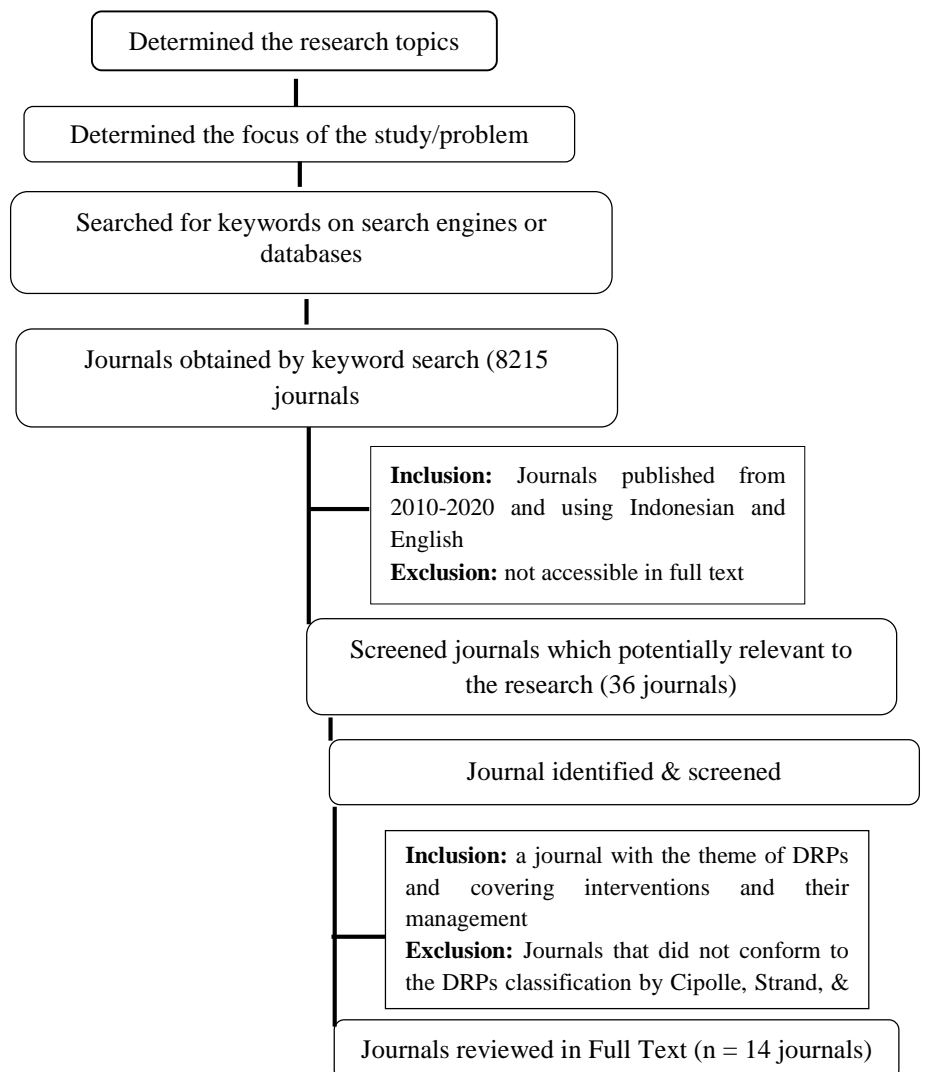 Determined the research topics
Determined the focus of the study/problem
Searched for keywords on search engines or
databases
Journals obtained by keyword search (8215
journals
Inclusion: Journals published from
2010-2020 and using Indonesian and
English
Exclusion: not accessible in full text
Screened journals which potentially relevant to
the research (36 journals)
Journal identified & screened
Inclusion: a journal with the theme of DRPs
and covering interventions and their
management
Exclusion: Journals that did not conform to
the DRPs classification by Cipolle, Strand, &
Journals reviewed in Full Text (n = 14 journals)